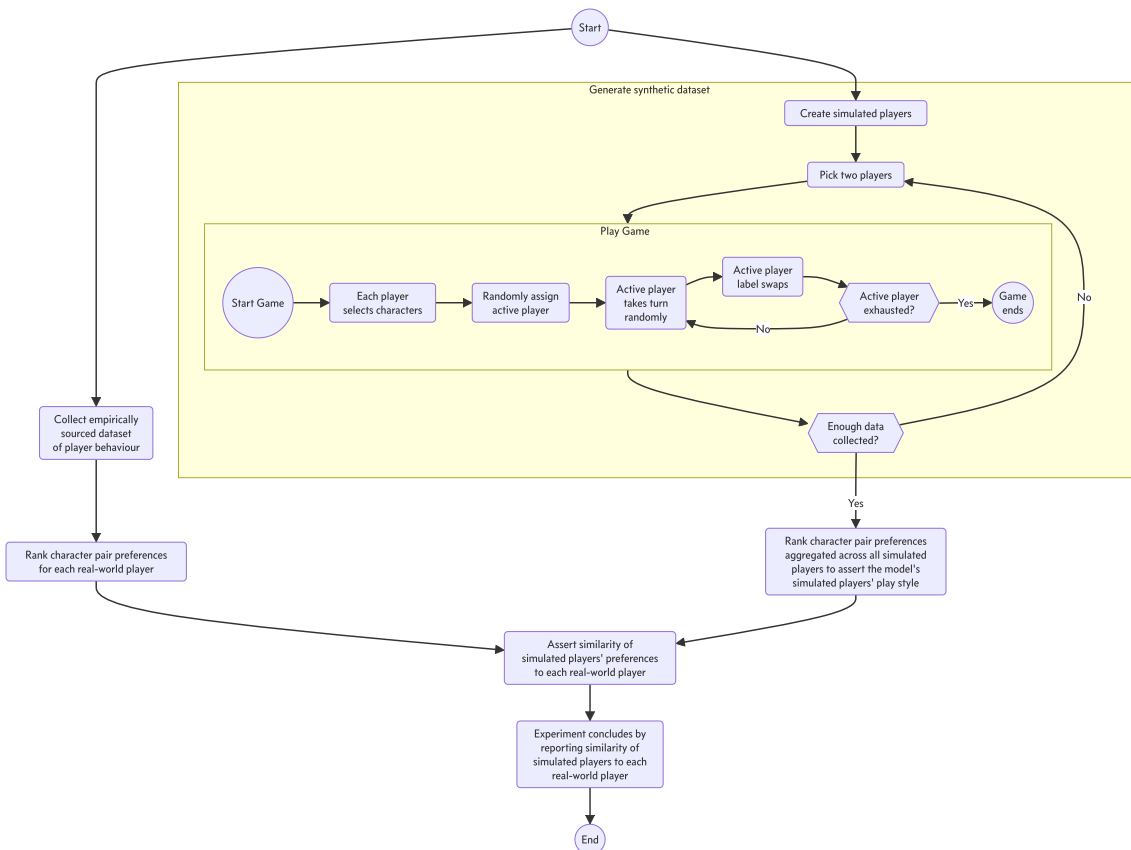 Start
Generate synthetic dataset
Create simulated players
Pick two players
Play Game
Start Game
Each player
selects characters
Randomly assign
active player
Active player
takes turn
randomly
Active player
label swaps
Active player
exhausted?
Yes
Game
ends
No
No
Enough data
collected?
Yes
Collect empirically
sourced dataset
of player behaviour
Rank character pair preferences
for each real-world player
Rank character pair preferences
aggregated across all simulated
players to assert the model's
simulated players' play style
Assert similarity of
simulated players' preferences
to each real-world player
Experiment concludes by
reporting similarity of
simulated players to each
real-world player
End